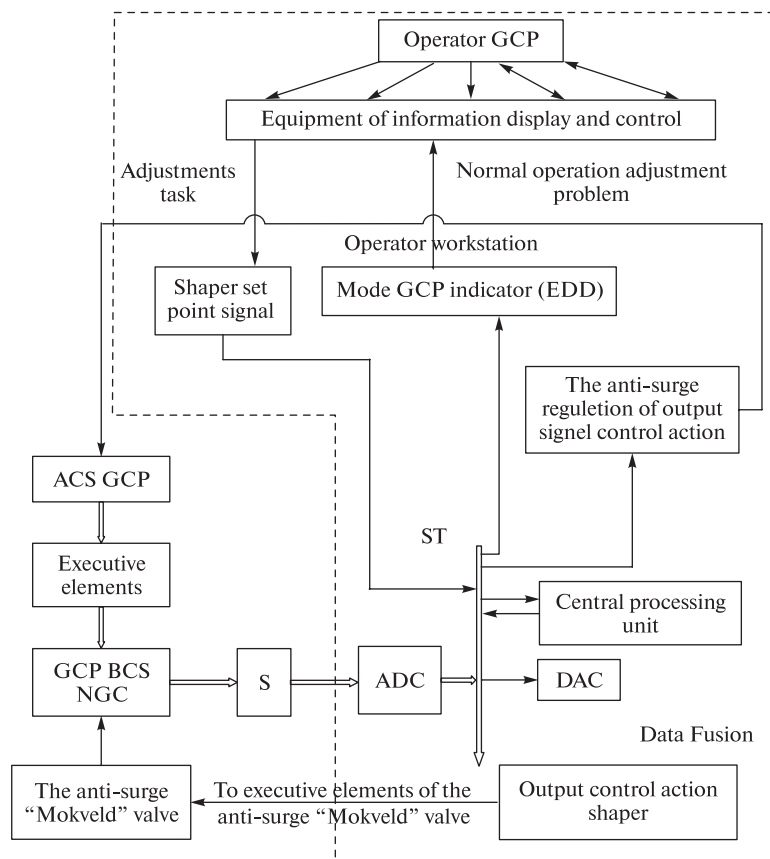 Operator GCP
Equipment of information display and control
Adjustments
task
Normal operation adjustment
problem
Operator workstation
Shaper set
point signal
Mode GCP indicator (EDD)
The anti-surge
reguletion of output
signel control action
ACS GCP
ST
Executive
elements
Central processing
unit
GCP BCS
NGC
S
ADC
DAC
Data Fusion
The anti-surge
“Mokveld” valve
To executive elements of the
anti-surge “Mokveld” valve
Output control action
shaper